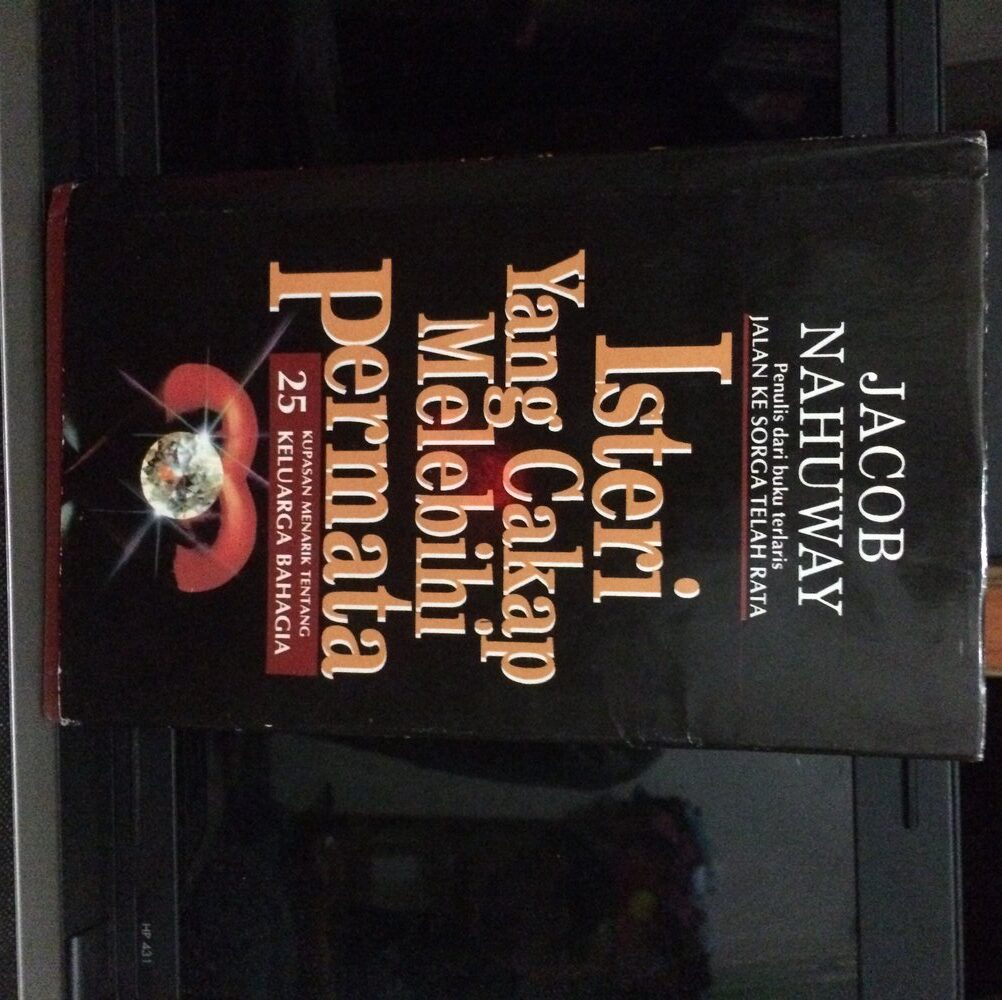 JACOB
NAHUWAY
Penulis dari buku terlaris
JALAN KE SORGA TELAH RATA
Isteri
Yang Cakap
Melebihi
Permata
25 KUPASAN MENARIK TENTANG
KELUARGA BAHAGIA
HP 431